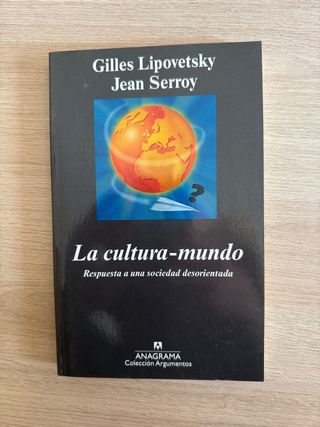 Gilles Lipovetsky
Jean Serroy
?
La cultura-mundo
Respuesta a una sociedad desorientada
ANAGRAMA
Colección Argumentos